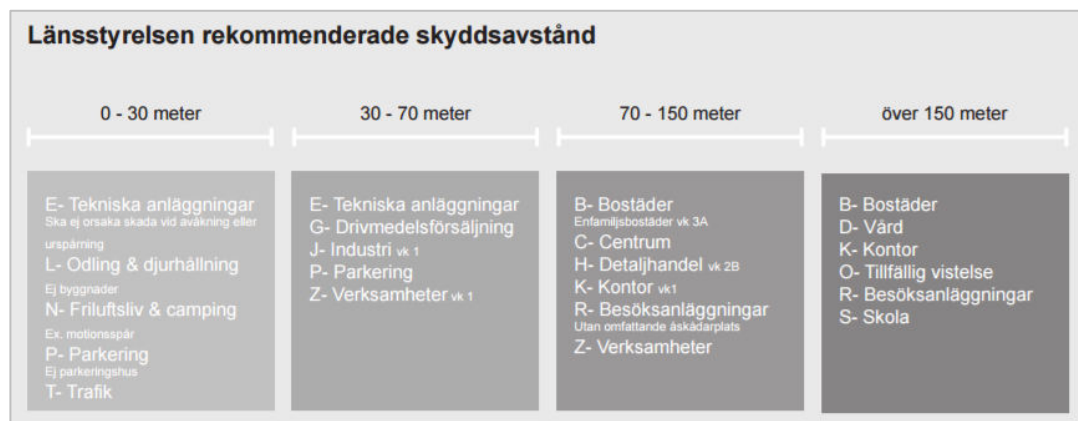 Länsstyrelsen rekommenderade skyddsavstånd
0 - 30 meter
30 - 70 meter
70 - 150 meter
över 150 meter
E- Tekniska anläggningar
Ska ej orsaka skada vid avåkning eller
urspårning
L- Odling & djurhållning
Ej byggnader
N- Friluftsliv & camping
Ex. motionsspår
P- Parkering
Ej parkeringshus
T- Trafik
E- Tekniska anläggningar
G- Drivmedelsförsäljning
J- Industri vk 1
P- Parkering
Z- Verksamheter vk 1
B- Bostäder
Enfamiljsbostäder vk 3A
C- Centrum
H- Detaljhandel vk 2B
K- Kontor vk1
R- Besöksanläggningar
Utan omfattande åskådarplats
Z- Verksamheter
B- Bostäder
D- Vård
K- Kontor
O- Tillfällig vistelse
R- Besöksanläggningar
S- Skola